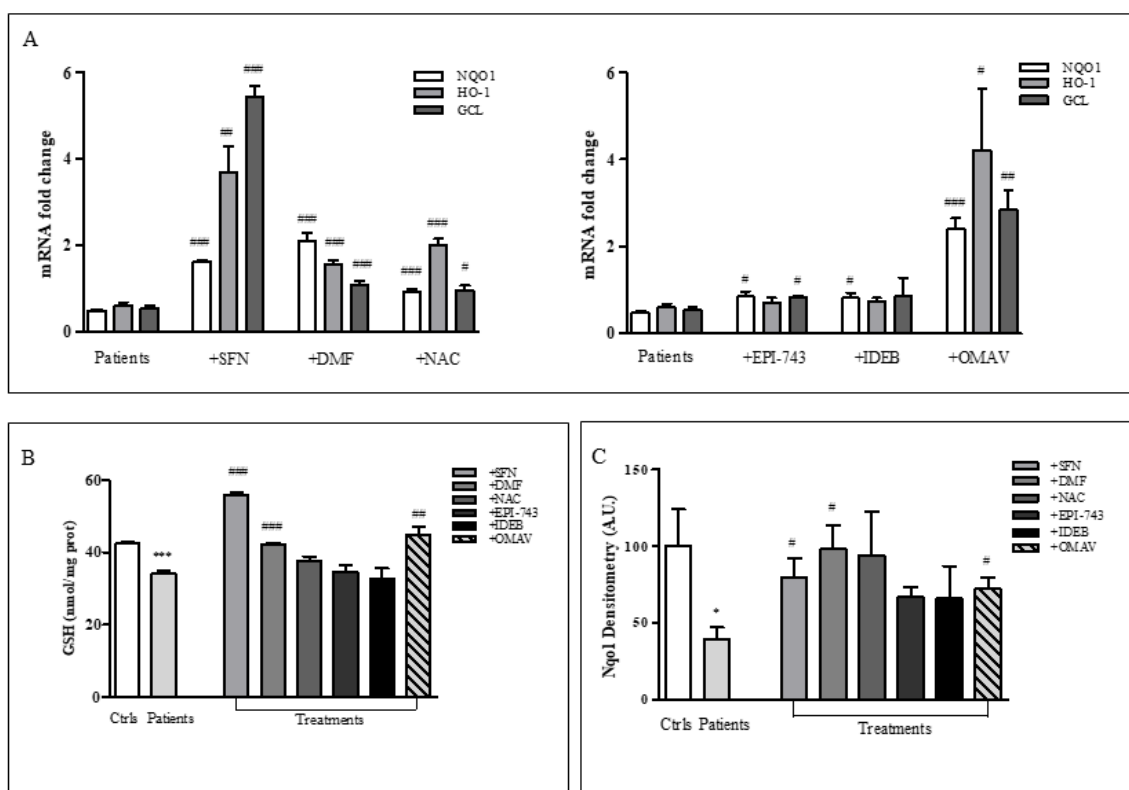 A
6
4
2
0
mRNA fold change
NQO1
HO-1
GCL
###
##
###
###
###
###
###
###
#
Patients +SFN +DMF +NAC
6
4
2
0
mRNA fold change
NQO1
HO-1
GCL
#
#
#
###
#
##
Patients +EPI-743 +IDEB +OMAV
B
60
40
20
0
GSH (nmol/mg prot)
+SFN
+DMF
+NAC
+EPI-743
+IDEB
+OMAV
***
###
###
##
Ctrls Patients Treatments
C
150
100
50
0
Nqo1 Densitometry (A.U.)
+SFN
+DMF
+NAC
+EPI-743
+IDEB
+OMAV
*
#
#
#
Ctrls Patients Treatments